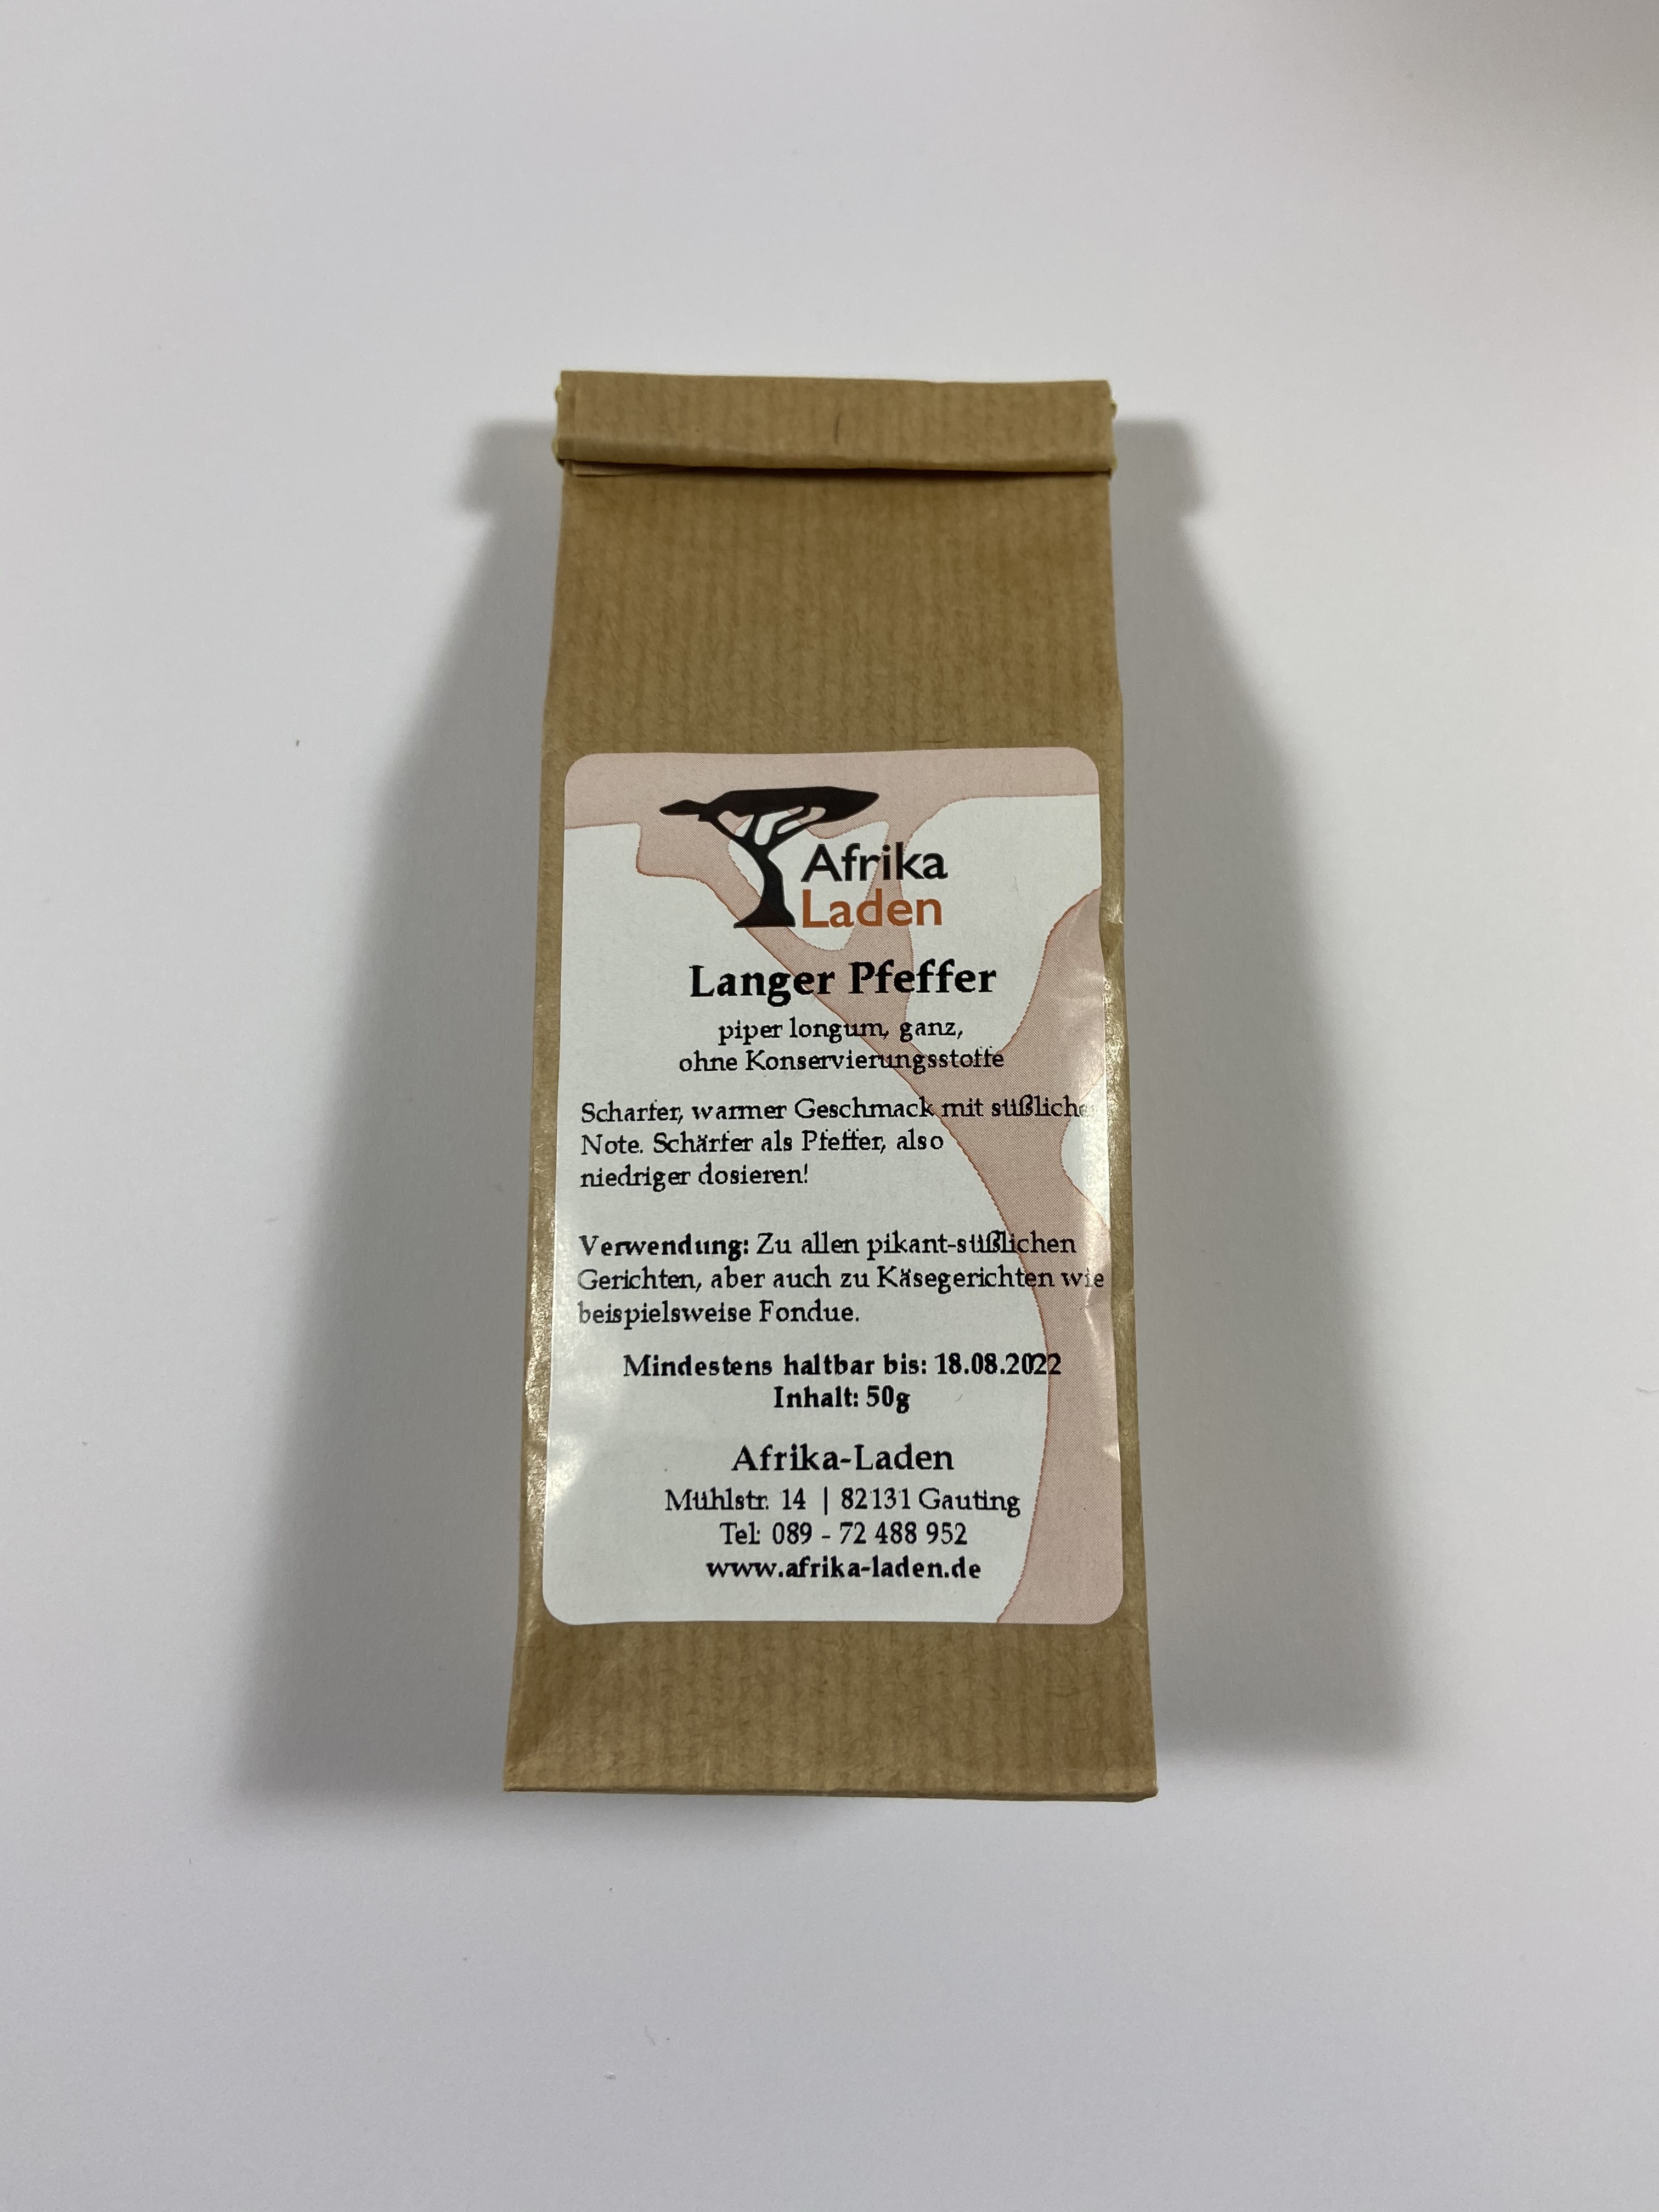 Afrika
Laden
Langer Pfeffer
piper longum, ganz,
ohne Konservierungsstoffe
Scharfer, warmer Geschmack mit süßlicher
Note. Schärfer als Pfeffer, also
niedriger dosieren!
Verwendung: Zu allen pikant-süßlichen
Gerichten, aber auch zu Käsegerichten wie
beispielsweise Fondue.
Mindestens haltbar bis: 18.08.2022
Inhalt: 50g
Afrika-Laden
Mühlstr. 14 | 82131 Gauting
Tel: 089 - 72 488 952
www.afrika-laden.de